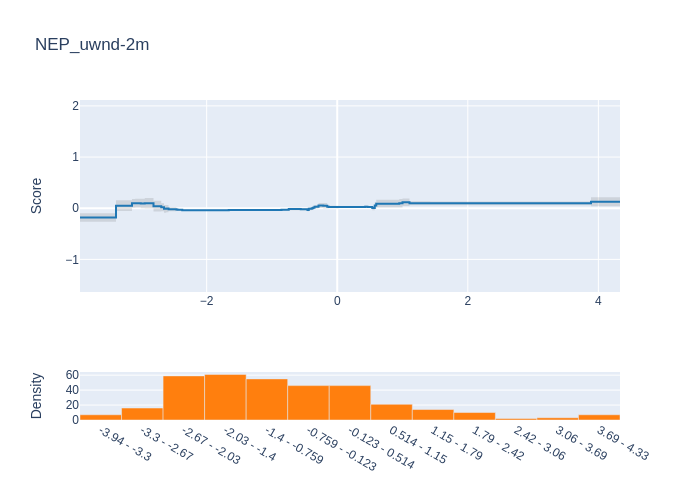 NEP_uwnd-2m
Score
2
1
0
−1
−2
0
2
4
Density
60
40
20
0
-3.94 - -3.3
-3.3 - -2.67
-2.67 - -2.03
-2.03 - -1.4
-1.4 - -0.759
-0.759 - -0.123
-0.123 - 0.514
0.514 - 1.15
1.15 - 1.79
1.79 - 2.42
2.42 - 3.06
3.06 - 3.69
3.69 - 4.33